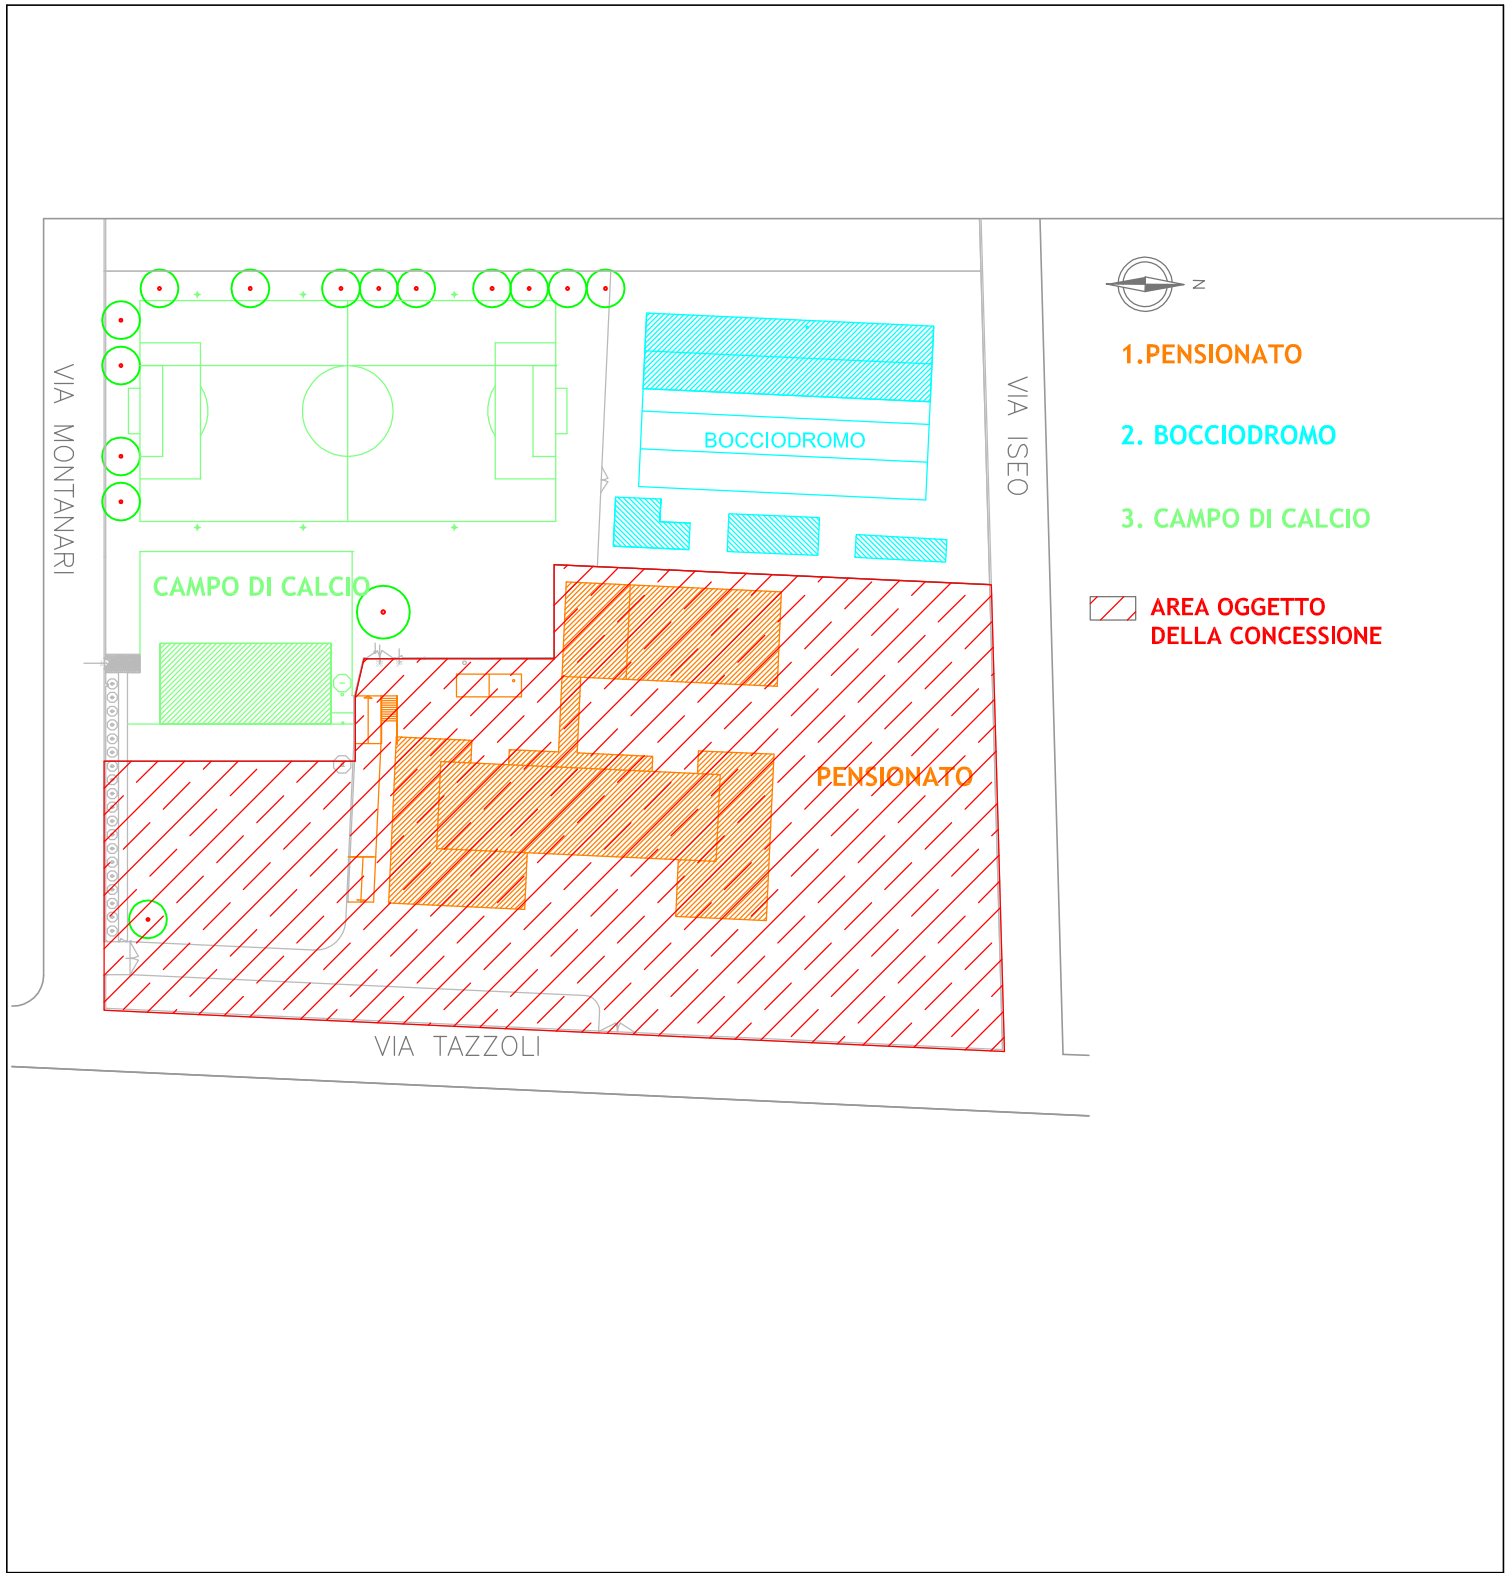 N
1.PENSIONATO
VIA MONTANARI
VIA ISEO
BOCCIODROMO
2. BOCCIODROMO
3. CAMPO DI CALCIO
CAMPO DI CALCIO
AREA OGGETTO
DELLA CONCESSIONE
PENSIONATO
VIA TAZZOLI